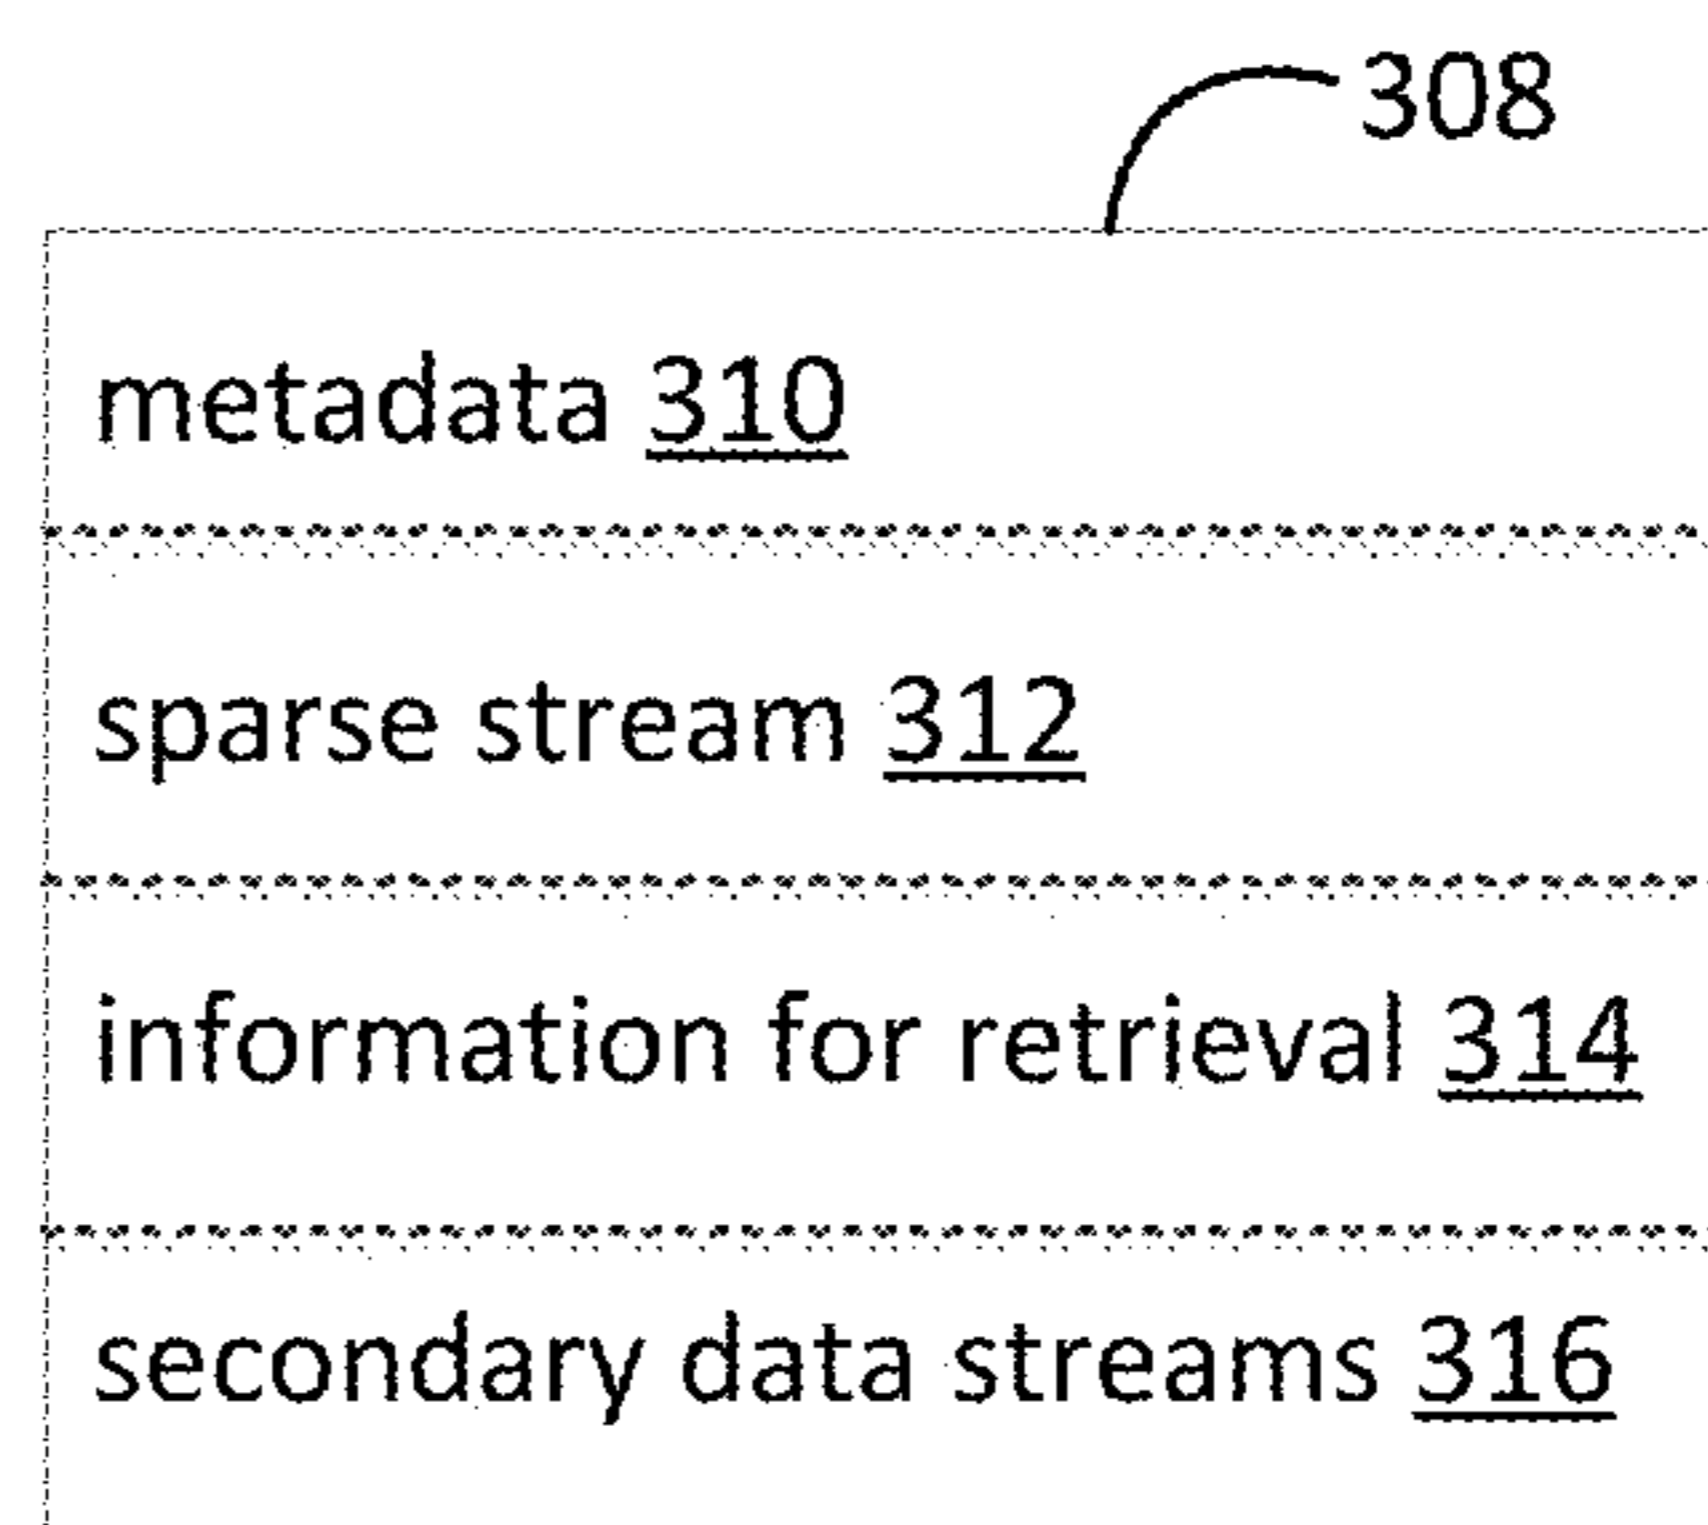 308
metadata 310
sparse stream 312
information for retrieval 314
secondary data streams 316